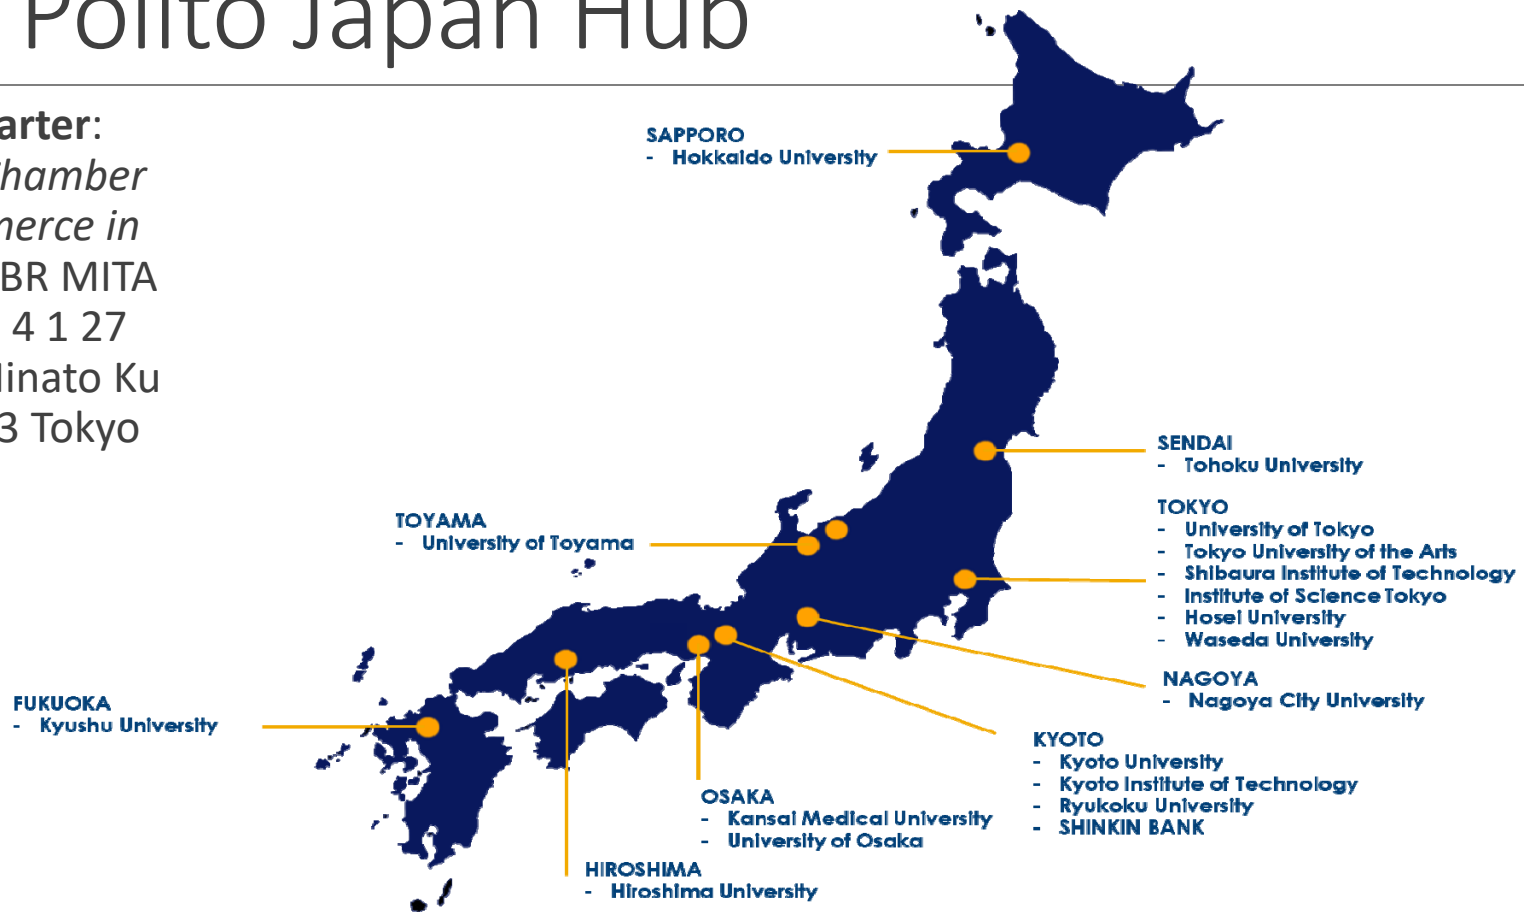 Polito Japan Hub
arter:
Chamber
merce in
BR MITA
4 1 27
Minato Ku
3 Tokyo
SAPPORO
- Hokkaido University
SENDAI
- Tohoku University
TOKYO
- University of Tokyo
- Tokyo University of the Arts
- Shibaura Institute of Technology
- Institute of Science Tokyo
- Hosei University
- Waseda University
TOYAMA
- University of Toyama
NAGOYA
- Nagoya City University
FUKUOKA
- Kyushu University
KYOTO
- Kyoto University
- Kyoto Institute of Technology
- Ryukoku University
- SHINKIN BANK
OSAKA
- Kansai Medical University
- University of Osaka
HIROSHIMA
- Hiroshima University